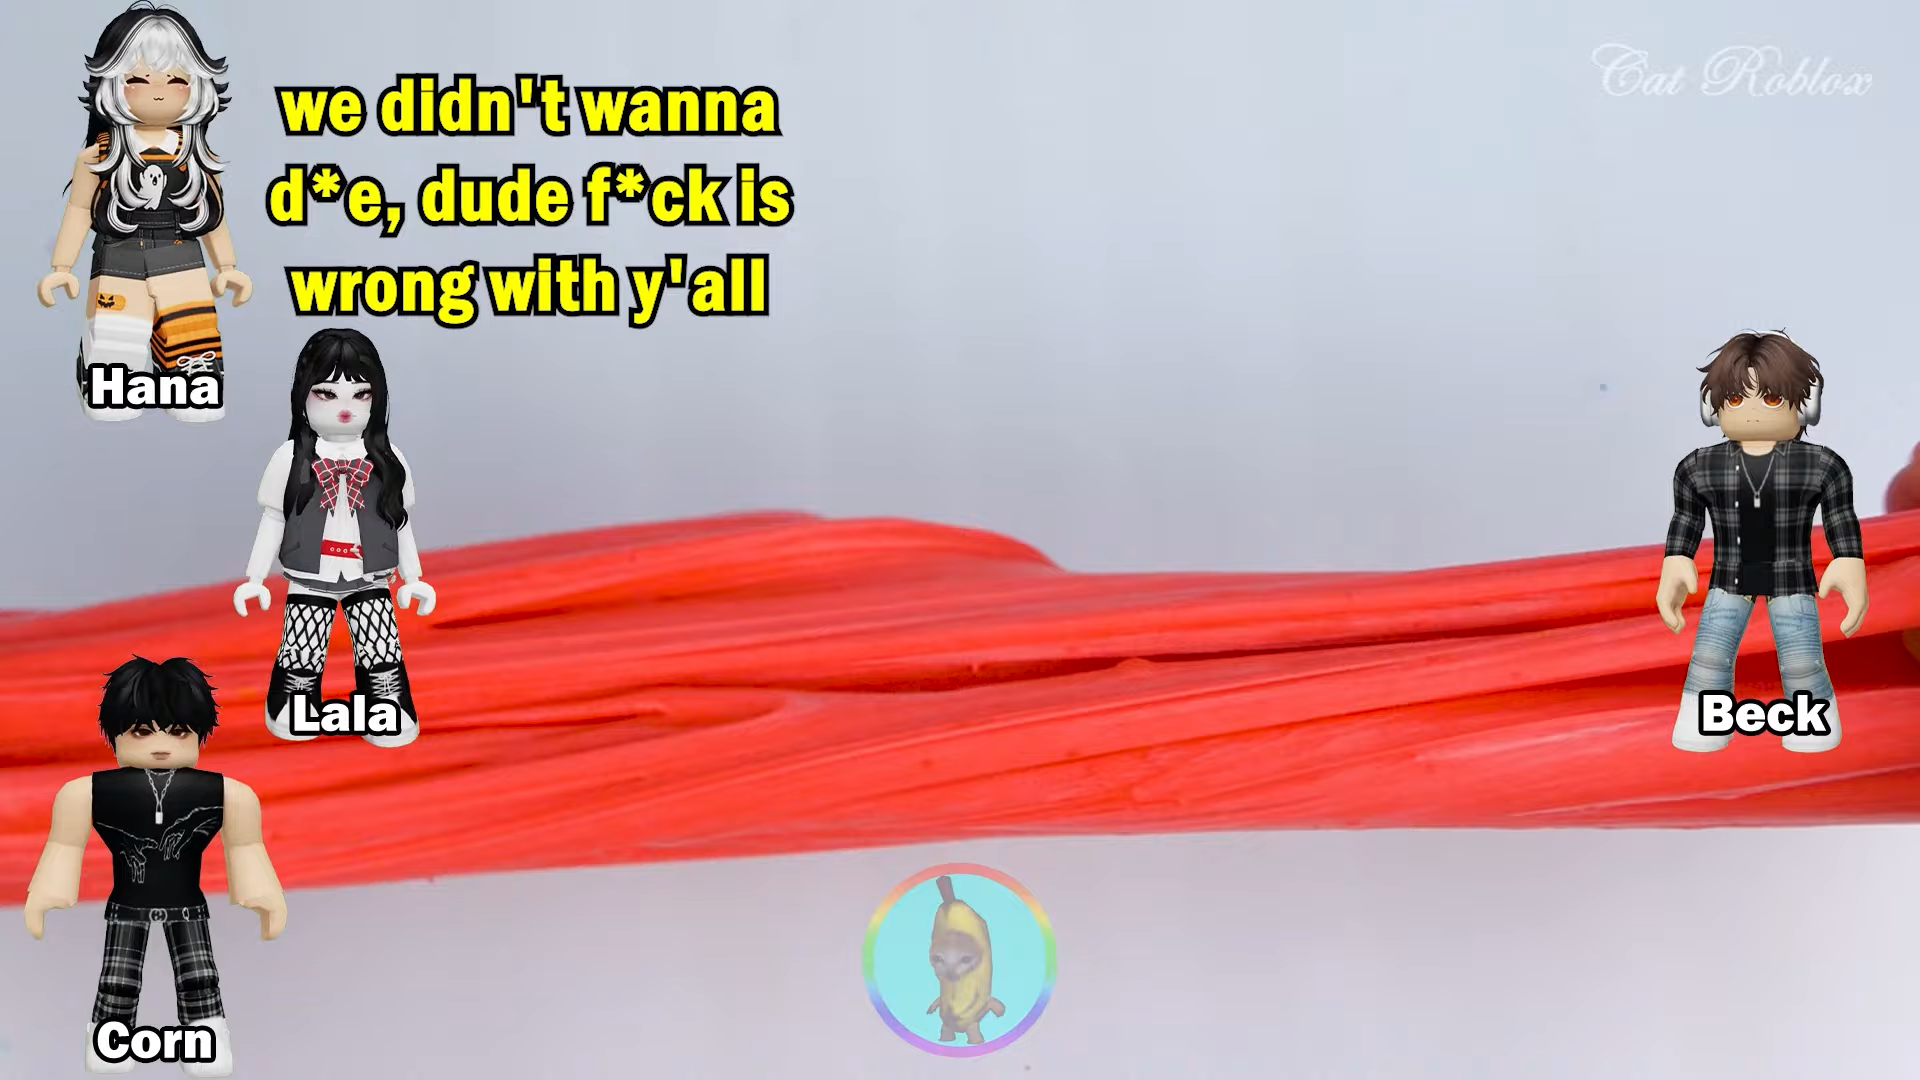 Cat Roblox
we didn't wanna
d*e, dude f*ck is
wrong with y'all
Hana
Lala
Beck
Corn